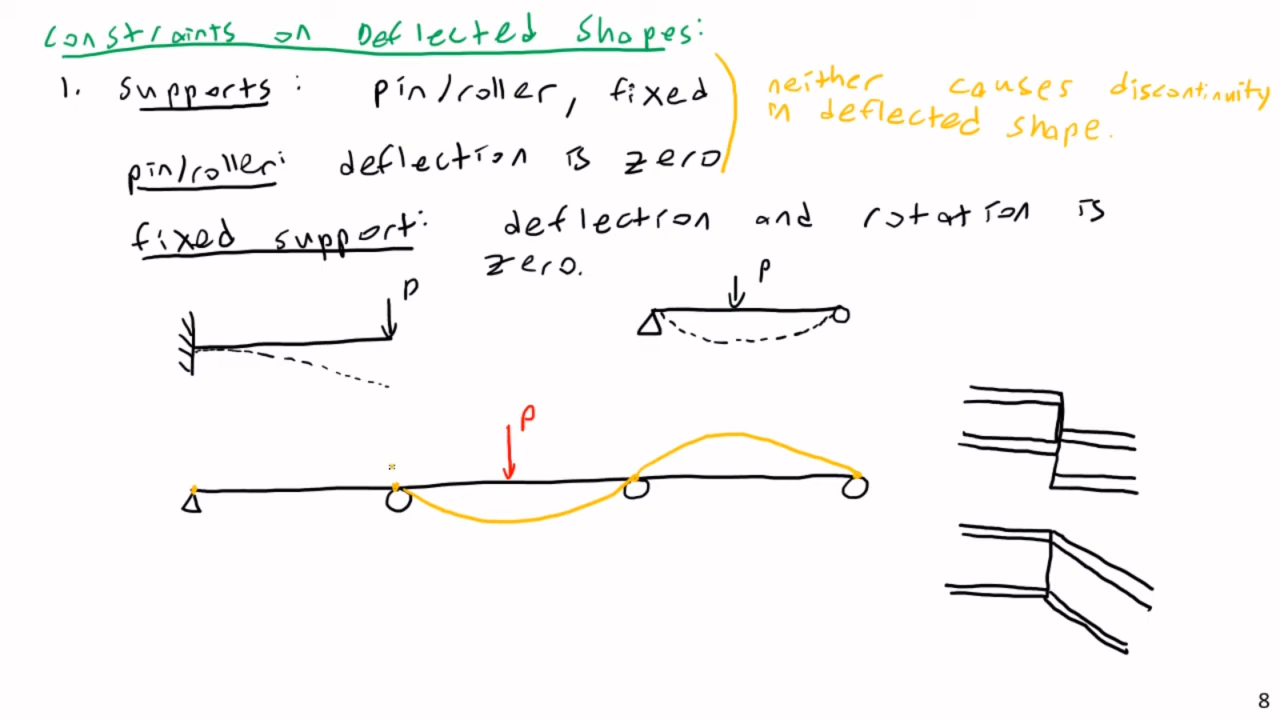 Constraints on Deflected Shapes:
1. Supports: pin/roller, fixed
neither causes discontinuity
in deflected shape.
pin/roller: deflection is zero
fixed support: deflection and rotation is
zero.
P
P
P
8